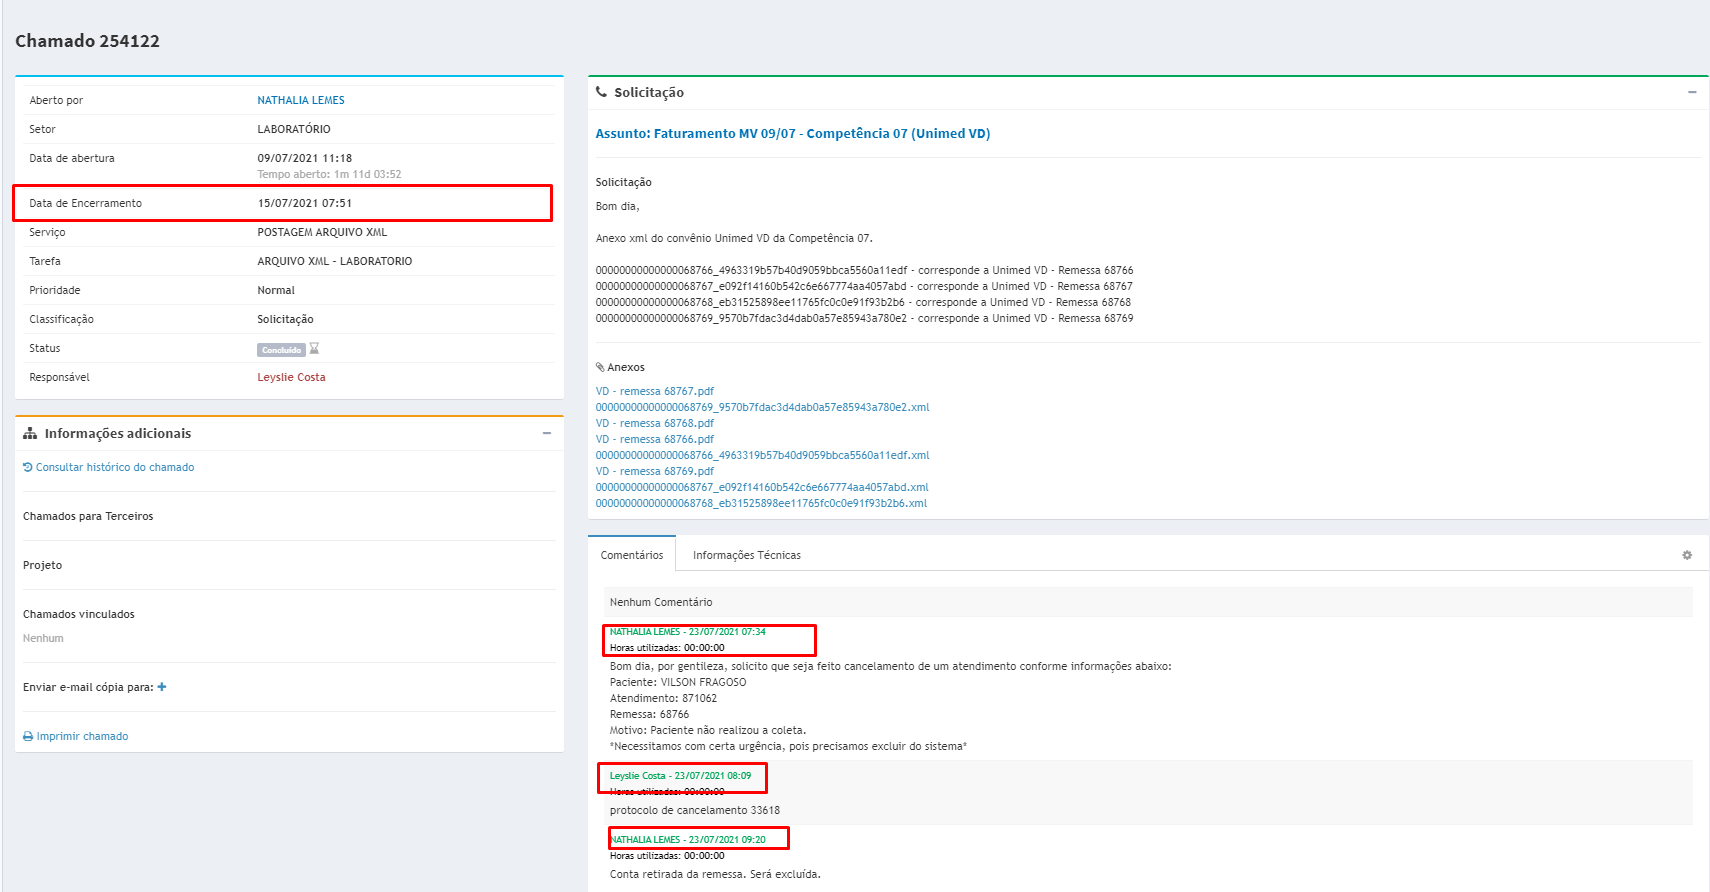 Chamado 254122
Aberto por NATHALIA LEMES
Setor LABORATÓRIO
Data de abertura 09/07/2021 11:18
Tempo aberto: 1m 11d 03:52
Data de Encerramento 15/07/2021 07:51
Serviço POSTAGEM ARQUIVO XML
Tarefa ARQUIVO XML - LABORATORIO
Prioridade Normal
Classificação Solicitação
Status Concluído
Responsável Leyslie Costa
Informações adicionais
Consultar histórico do chamado
Chamados para Terceiros
Projeto
Chamados vinculados
Nenhum
Enviar e-mail cópia para:
Imprimir chamado
Solicitação
Assunto: Faturamento MV 09/07 - Competência 07 (Unimed VD)
Solicitação
Bom dia,
Anexo xml do convênio Unimed VD da Competência 07.
00000000000000068766_4963319b57b40d9059bbca5560a11edf - corresponde a Unimed VD - Remessa 68766
00000000000000068767_e092f14160b542c6e667774aa4057abd - corresponde a Unimed VD - Remessa 68767
00000000000000068768_eb31525898ee11765fc0c0e91f93b2b6 - corresponde a Unimed VD - Remessa 68768
00000000000000068769_9570b7fdac3d4dab0a57e85943a780e2 - corresponde a Unimed VD - Remessa 68769
Anexos
VD - remessa 68767.pdf
00000000000000068769_9570b7fdac3d4dab0a57e85943a780e2.xml
VD - remessa 68768.pdf
VD - remessa 68766.pdf
00000000000000068766_4963319b57b40d9059bbca5560a11edf.xml
VD - remessa 68769.pdf
00000000000000068767_e092f14160b542c6e667774aa4057abd.xml
00000000000000068768_eb31525898ee11765fc0c0e91f93b2b6.xml
Comentários Informações Técnicas
Nenhum Comentário
NATHALIA LEMES - 23/07/2021 07:34
Horas utilizadas: 00:00:00
Bom dia, por gentileza, solicito que seja feito cancelamento de um atendimento conforme informações abaixo:
Paciente: VILSON FRAGOSO
Atendimento: 871062
Remessa: 68766
Motivo: Paciente não realizou a coleta.
*Necessitamos com certa urgência, pois precisamos excluir do sistema*
Leyslie Costa - 23/07/2021 08:09
Horas utilizadas: 00:00:00
protocolo de cancelamento 33618
NATHALIA LEMES - 23/07/2021 09:20
Horas utilizadas: 00:00:00
Conta retirada da remessa. Será excluída.